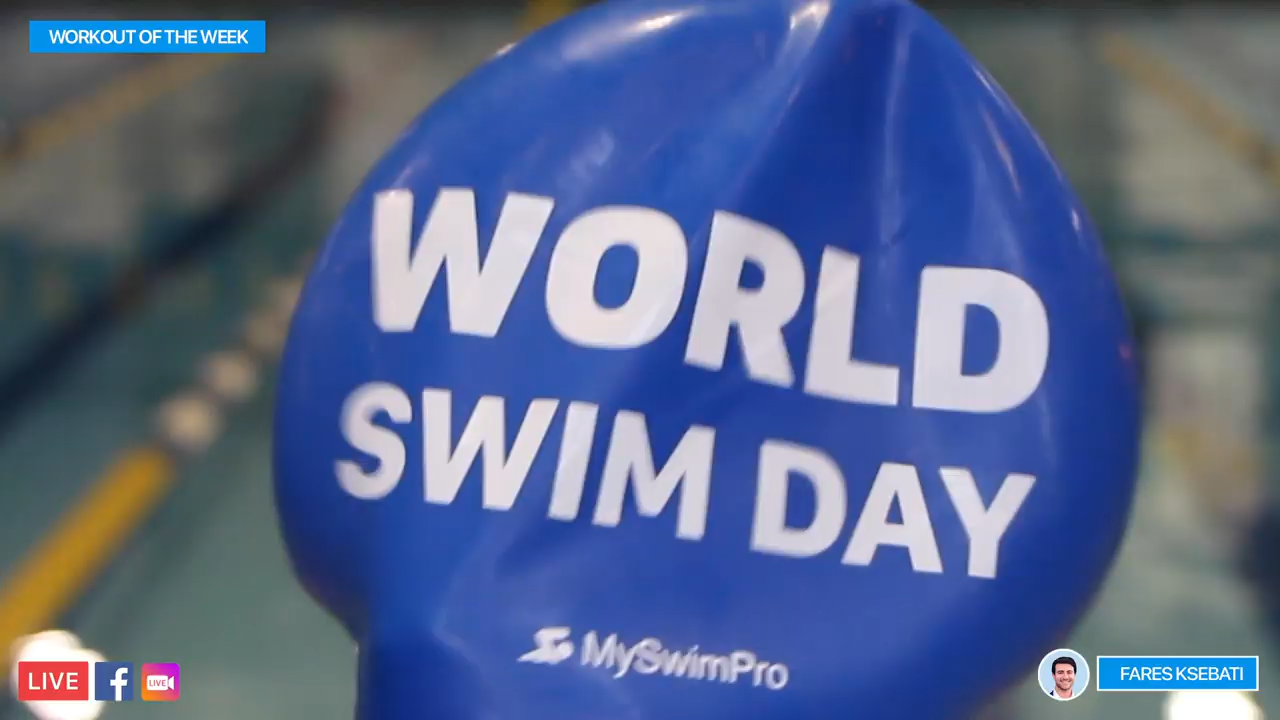 WORKOUT OF THE WEEK
WORLD
SWIM DAY
MySwimPro
LIVE
f
LIVE
FARES KSEBATI